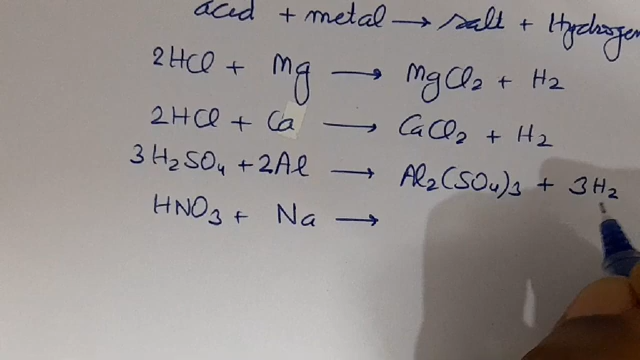 acid + metal → salt + Hydrogen
2HCl + Mg → MgCl₂ + H₂
2HCl + Ca → CaCl₂ + H₂
3H₂SO₄ + 2Al → Al₂(SO₄)₃ + 3H₂
HNO₃ + Na →